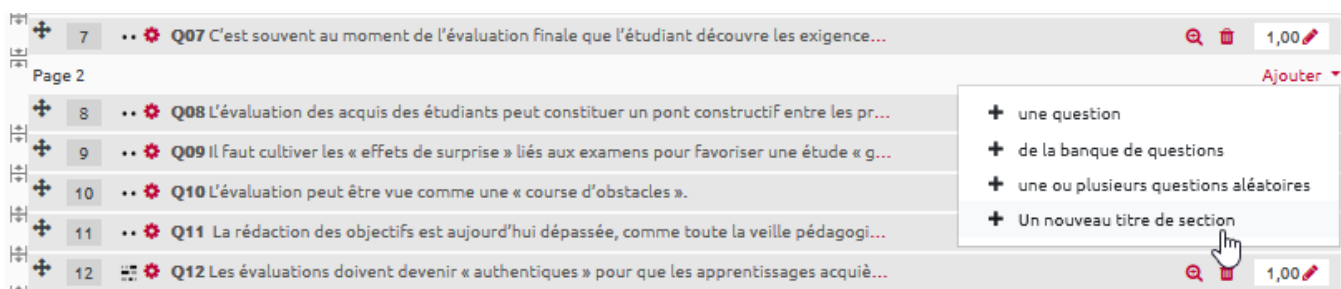 7 Q07 C'est souvent au moment de l'évaluation finale que l'étudiant découvre les exigence... 1,00
Page 2 Ajouter
8 Q08 L'évaluation des acquis des étudiants peut constituer un pont constructif entre les pr...
9 Q09 Il faut cultiver les « effets de surprise » liés aux examens pour favoriser une étude « g...
10 Q10 L'évaluation peut être vue comme une « course d'obstacles ».
11 Q11 La rédaction des objectifs est aujourd'hui dépassée, comme toute la veille pédagogi...
12 Q12 Les évaluations doivent devenir « authentiques » pour que les apprentissages acquiè... 1,00
une question
de la banque de questions
une ou plusieurs questions aléatoires
Un nouveau titre de section